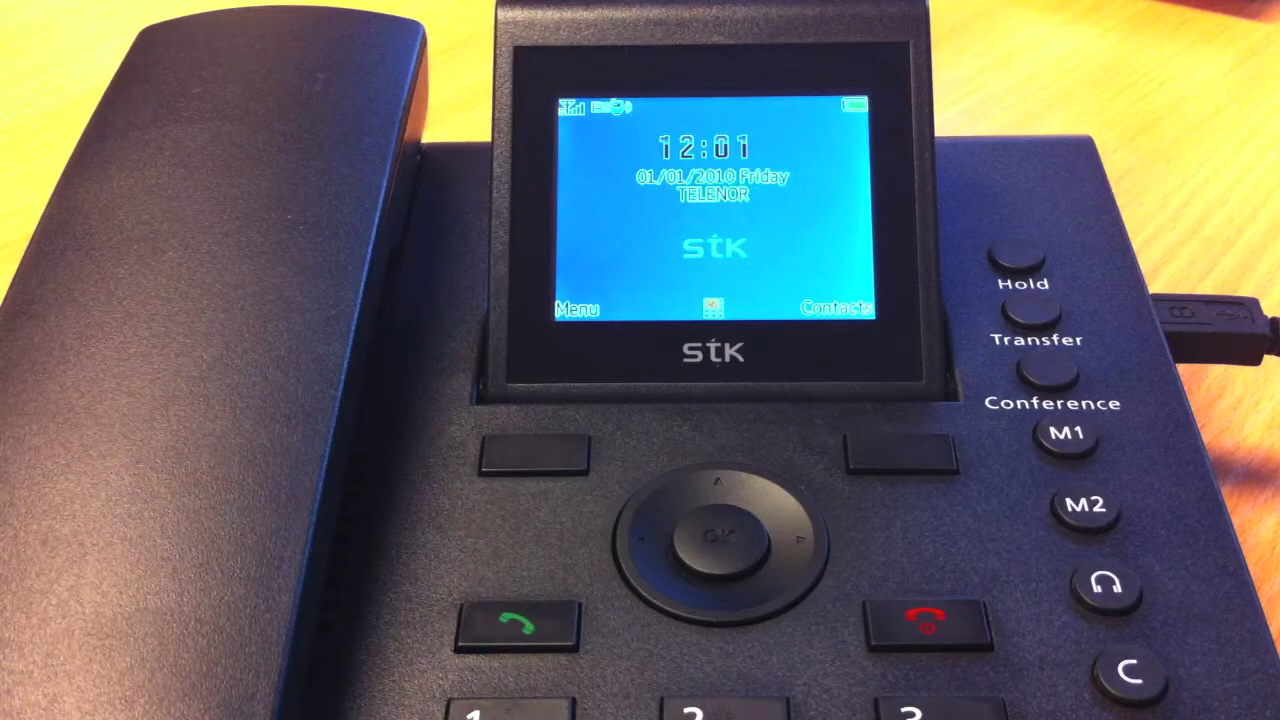 12:01
01/01/2010 Friday
TELENOR
stk
Menu
Contacts
stk
Hold
Transfer
Conference
M1
M2
OK
C
1
2
3
B